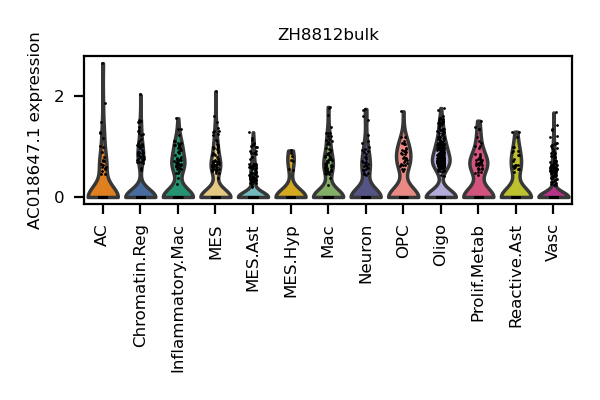 ZH8812bulk
AC018647.1 expression
2
0
AC
Chromatin.Reg
Inflammatory.Mac
MES
MES.Ast
MES.Hyp
Mac
Neuron
OPC
Oligo
Prolif.Metab
Reactive.Ast
Vasc